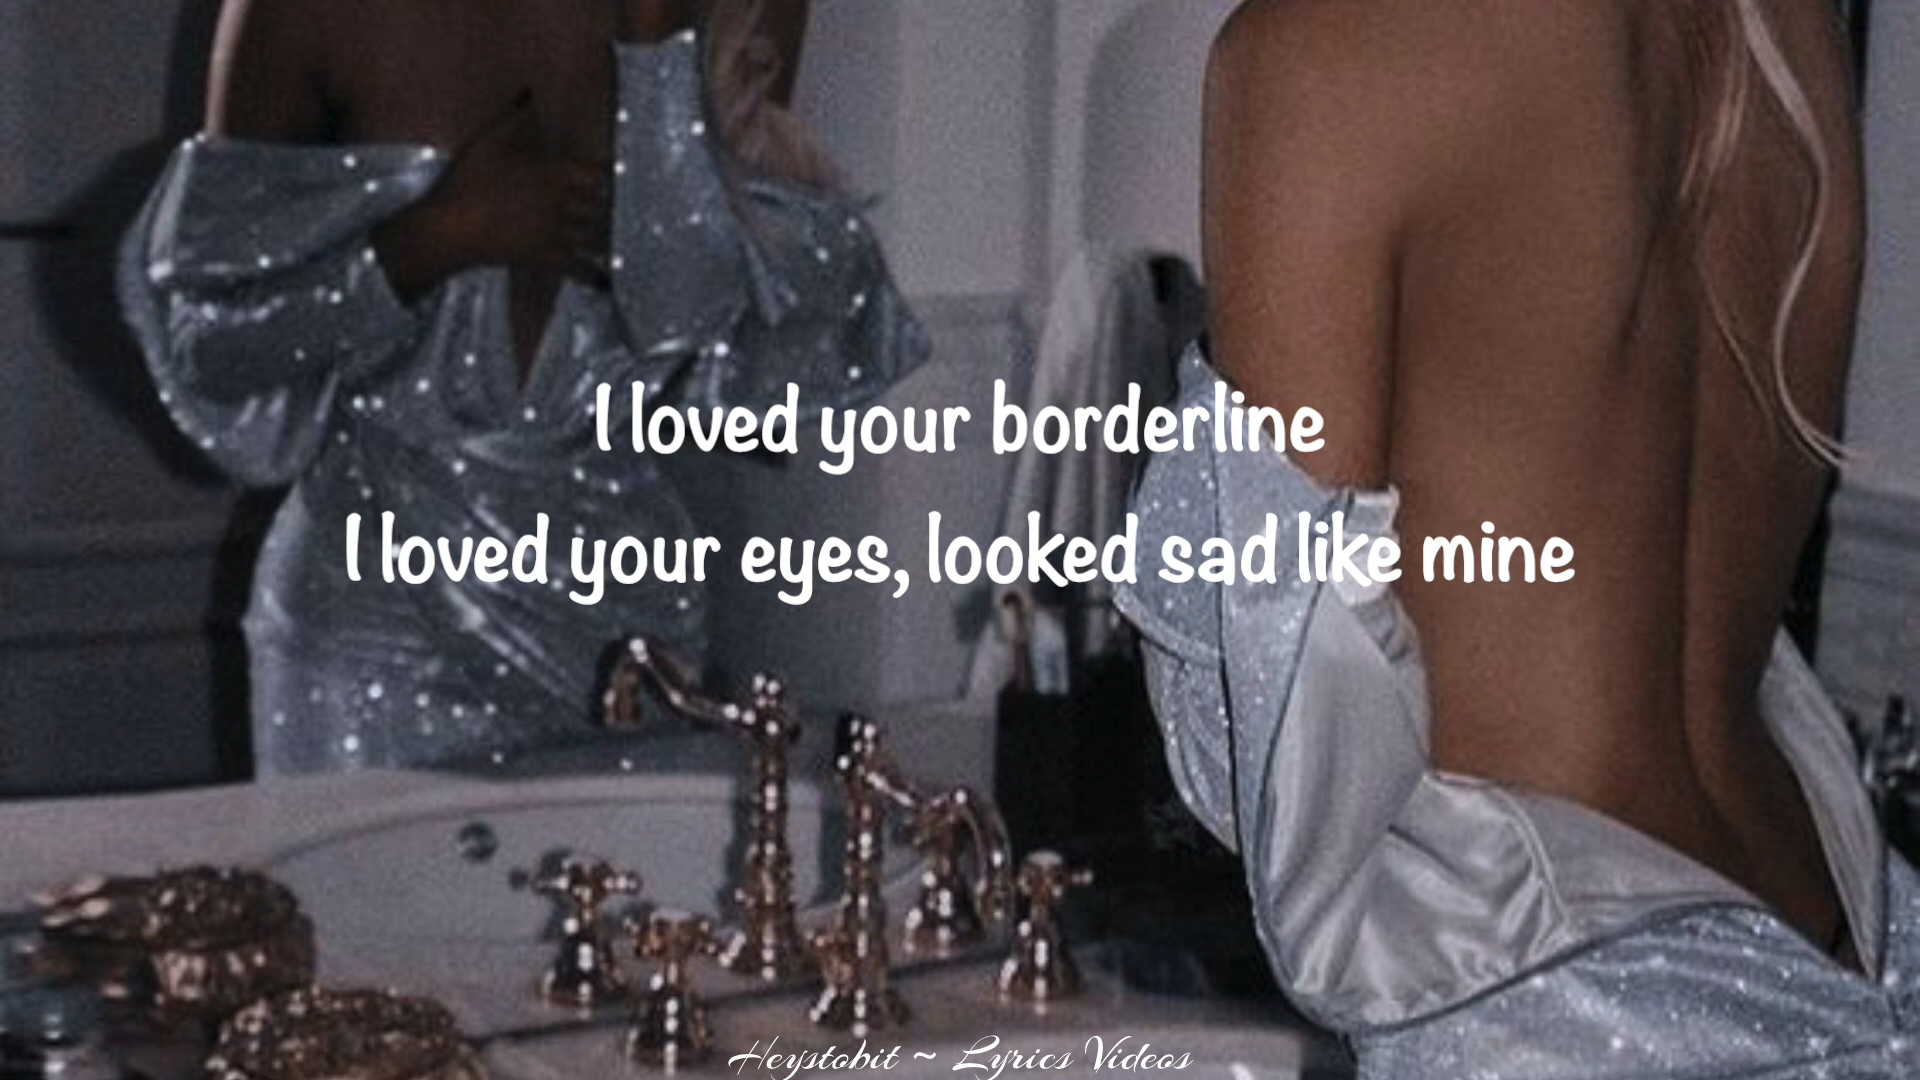 I loved your borderline
I loved your eyes, looked sad like mine
Heystobit ~ Lyrics Videos